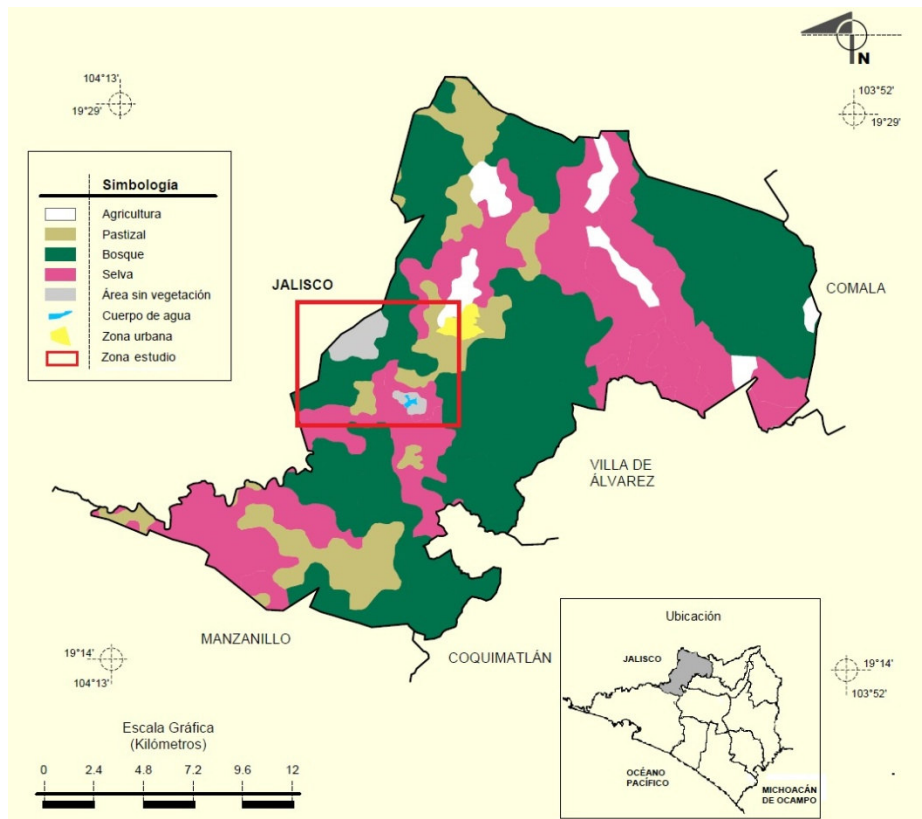 N
104°13'
19°29'
103°52'
19°29'
Simbología
Agricultura
Pastizal
Bosque
Selva
Área sin vegetación
Cuerpo de agua
Zona urbana
Zona estudio
JALISCO
COMALA
VILLA DE
ÁLVAREZ
MANZANILLO
COQUIMATLÁN
19°14'
104°13'
19°14'
103°52'
Escala Gráfica
(Kilómetros)
0 2.4 4.8 7.2 9.6 12
Ubicación
JALISCO
OCÉANO
PACÍFICO
MICHOACÁN
DE OCAMPO